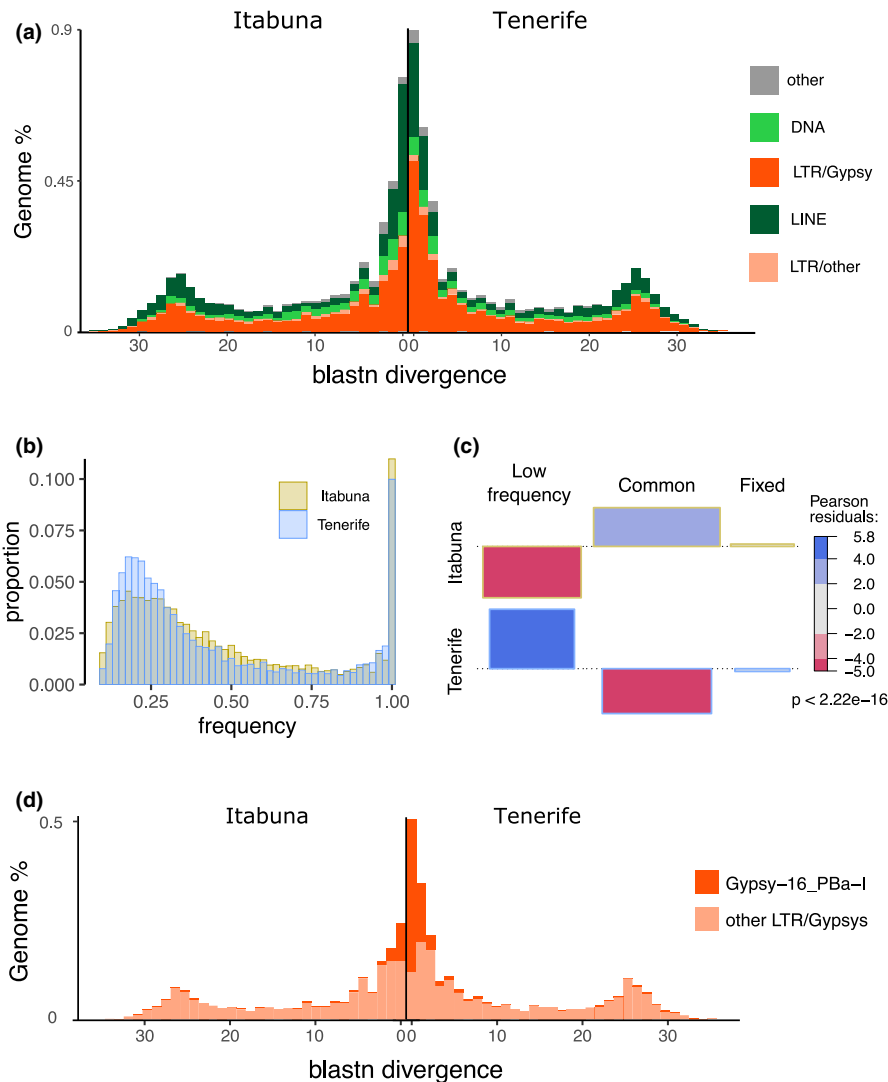 (a)
Itabuna Tenerife
0.9
0.45
0
Genome %
30 20 10 0 0 10 20 30
blastn divergence
other
DNA
LTR/Gypsy
LINE
LTR/other
(b)
0.100
0.075
0.050
0.025
0.000
proportion
0.25 0.50 0.75 1.00
frequency
Itabuna
Tenerife
(c)
Low frequency
Common
Fixed
Itabuna
Tenerife
Pearson
residuals:
5.8
4.0
2.0
0.0
−2.0
−4.0
−5.0
p < 2.22e−16
(d)
Itabuna Tenerife
0.5
0
Genome %
30 20 10 0 0 10 20 30
blastn divergence
Gypsy−16_PBa−I
other LTR/Gypsys